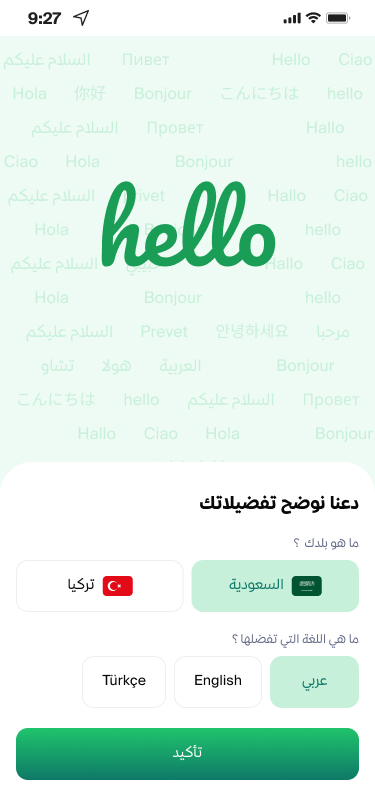 9:27
السلام عليكم Пивет Hello Ciao
Hola 你好 Bonjour こんにちは hello
السلام عليكم Провет Hallo
Ciao Hola Bonjour hello
السلام عليكم ivet Hallo Ciao
Hola hello
hello
السلام عليكم Hallo Ciao
Hola Bonjour hello
السلام عليكم Prevet 안녕하세요 مرحبا
تشاو هولا العربية Bonjour
こんにちは hello السلام عليكم Провет
Hallo Ciao Hola Bonjour
دعنا نوضح تفضيلاتك
ما هو بلدك ؟
السعودية تركيا
ما هي اللغة التي تفضلها ؟
عربي English Türkçe
تأكيد